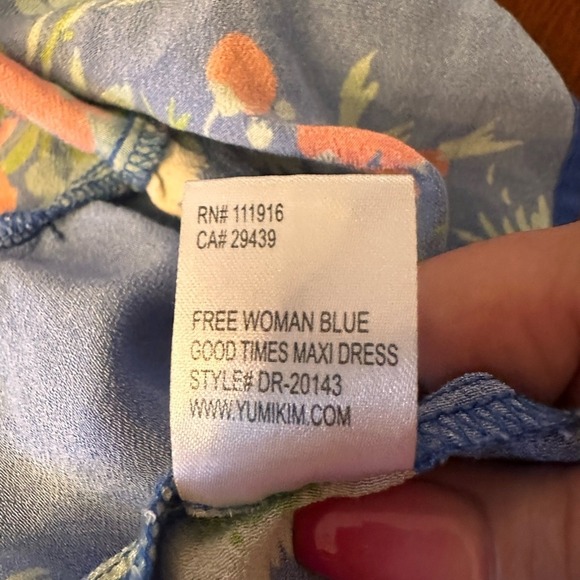 RN# 111916
CA# 29439
FREE WOMAN BLUE
GOOD TIMES MAXI DRESS
STYLE# DR-20143
WWW.YUMIKIM.COM